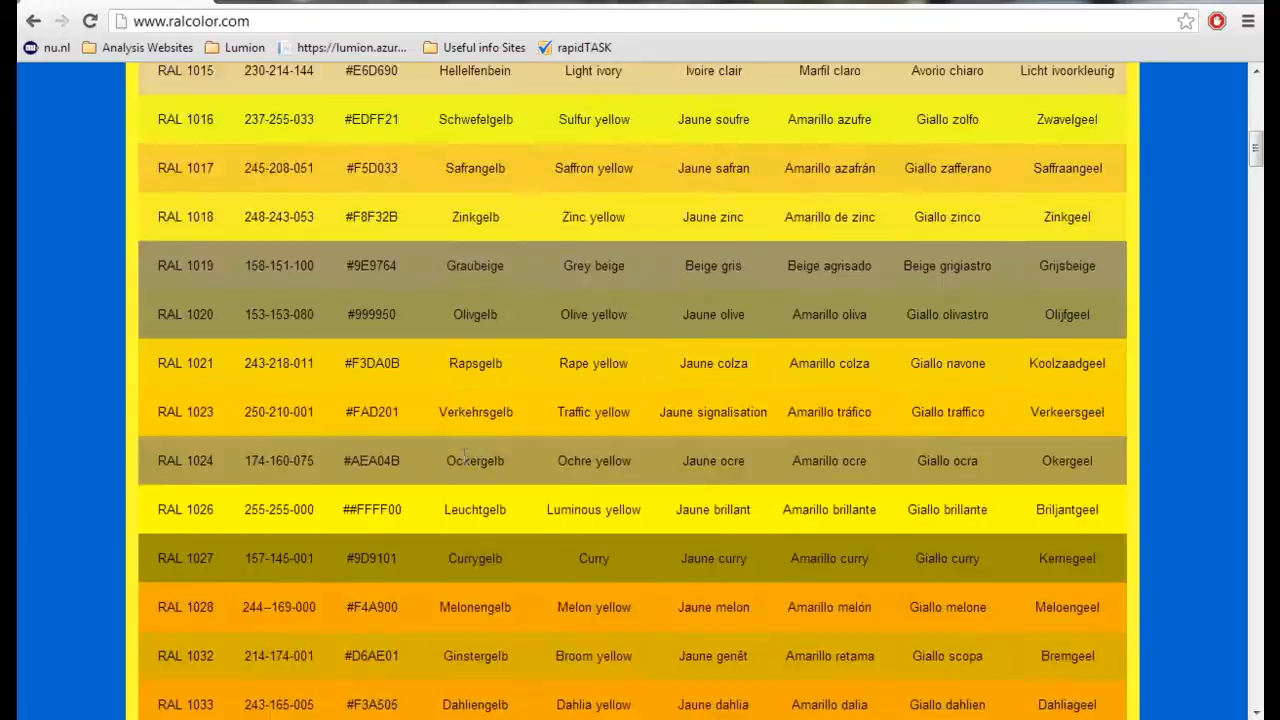 www.ralcolor.com
nu.nl Analysis Websites Lumion https://lumion.azur... Useful info Sites rapidTASK
RAL 1015 230-214-144 #E6D690 Hellelfenbein Light ivory Ivoire clair Marfil claro Avorio chiaro Licht ivoorkleurig
RAL 1016 237-255-033 #EDFF21 Schwefelgelb Sulfur yellow Jaune soufre Amarillo azufre Giallo zolfo Zwavelgeel
RAL 1017 245-208-051 #F5D033 Safrangelb Saffron yellow Jaune safran Amarillo azafrán Giallo zafferano Saffraangeel
RAL 1018 248-243-053 #F8F32B Zinkgelb Zinc yellow Jaune zinc Amarillo de zinc Giallo zinco Zinkgeel
RAL 1019 158-151-100 #9E9764 Graubeige Grey beige Beige gris Beige agrisado Beige grigiastro Grijsbeige
RAL 1020 153-153-080 #999950 Olivgelb Olive yellow Jaune olive Amarillo oliva Giallo olivastro Olijfgeel
RAL 1021 243-218-011 #F3DA0B Rapsgelb Rape yellow Jaune colza Amarillo colza Giallo navone Koolzaadgeel
RAL 1023 250-210-001 #FAD201 Verkehrsgelb Traffic yellow Jaune signalisation Amarillo tráfico Giallo traffico Verkeersgeel
RAL 1024 174-160-075 #AEA04B Ockergelb Ochre yellow Jaune ocre Amarillo ocre Giallo ocra Okergeel
RAL 1026 255-255-000 ##FFFF00 Leuchtgelb Luminous yellow Jaune brillant Amarillo brillante Giallo brillante Briljantgeel
RAL 1027 157-145-001 #9D9101 Currygelb Curry Jaune curry Amarillo curry Giallo curry Kerriegeel
RAL 1028 244--169-000 #F4A900 Melonengelb Melon yellow Jaune melon Amarillo melón Giallo melone Meloengeel
RAL 1032 214-174-001 #D6AE01 Ginstergelb Broom yellow Jaune genêt Amarillo retama Giallo scopa Bremgeel
RAL 1033 243-165-005 #F3A505 Dahliengelb Dahlia yellow Jaune dahlia Amarillo dalia Giallo dahlien Dahliageel